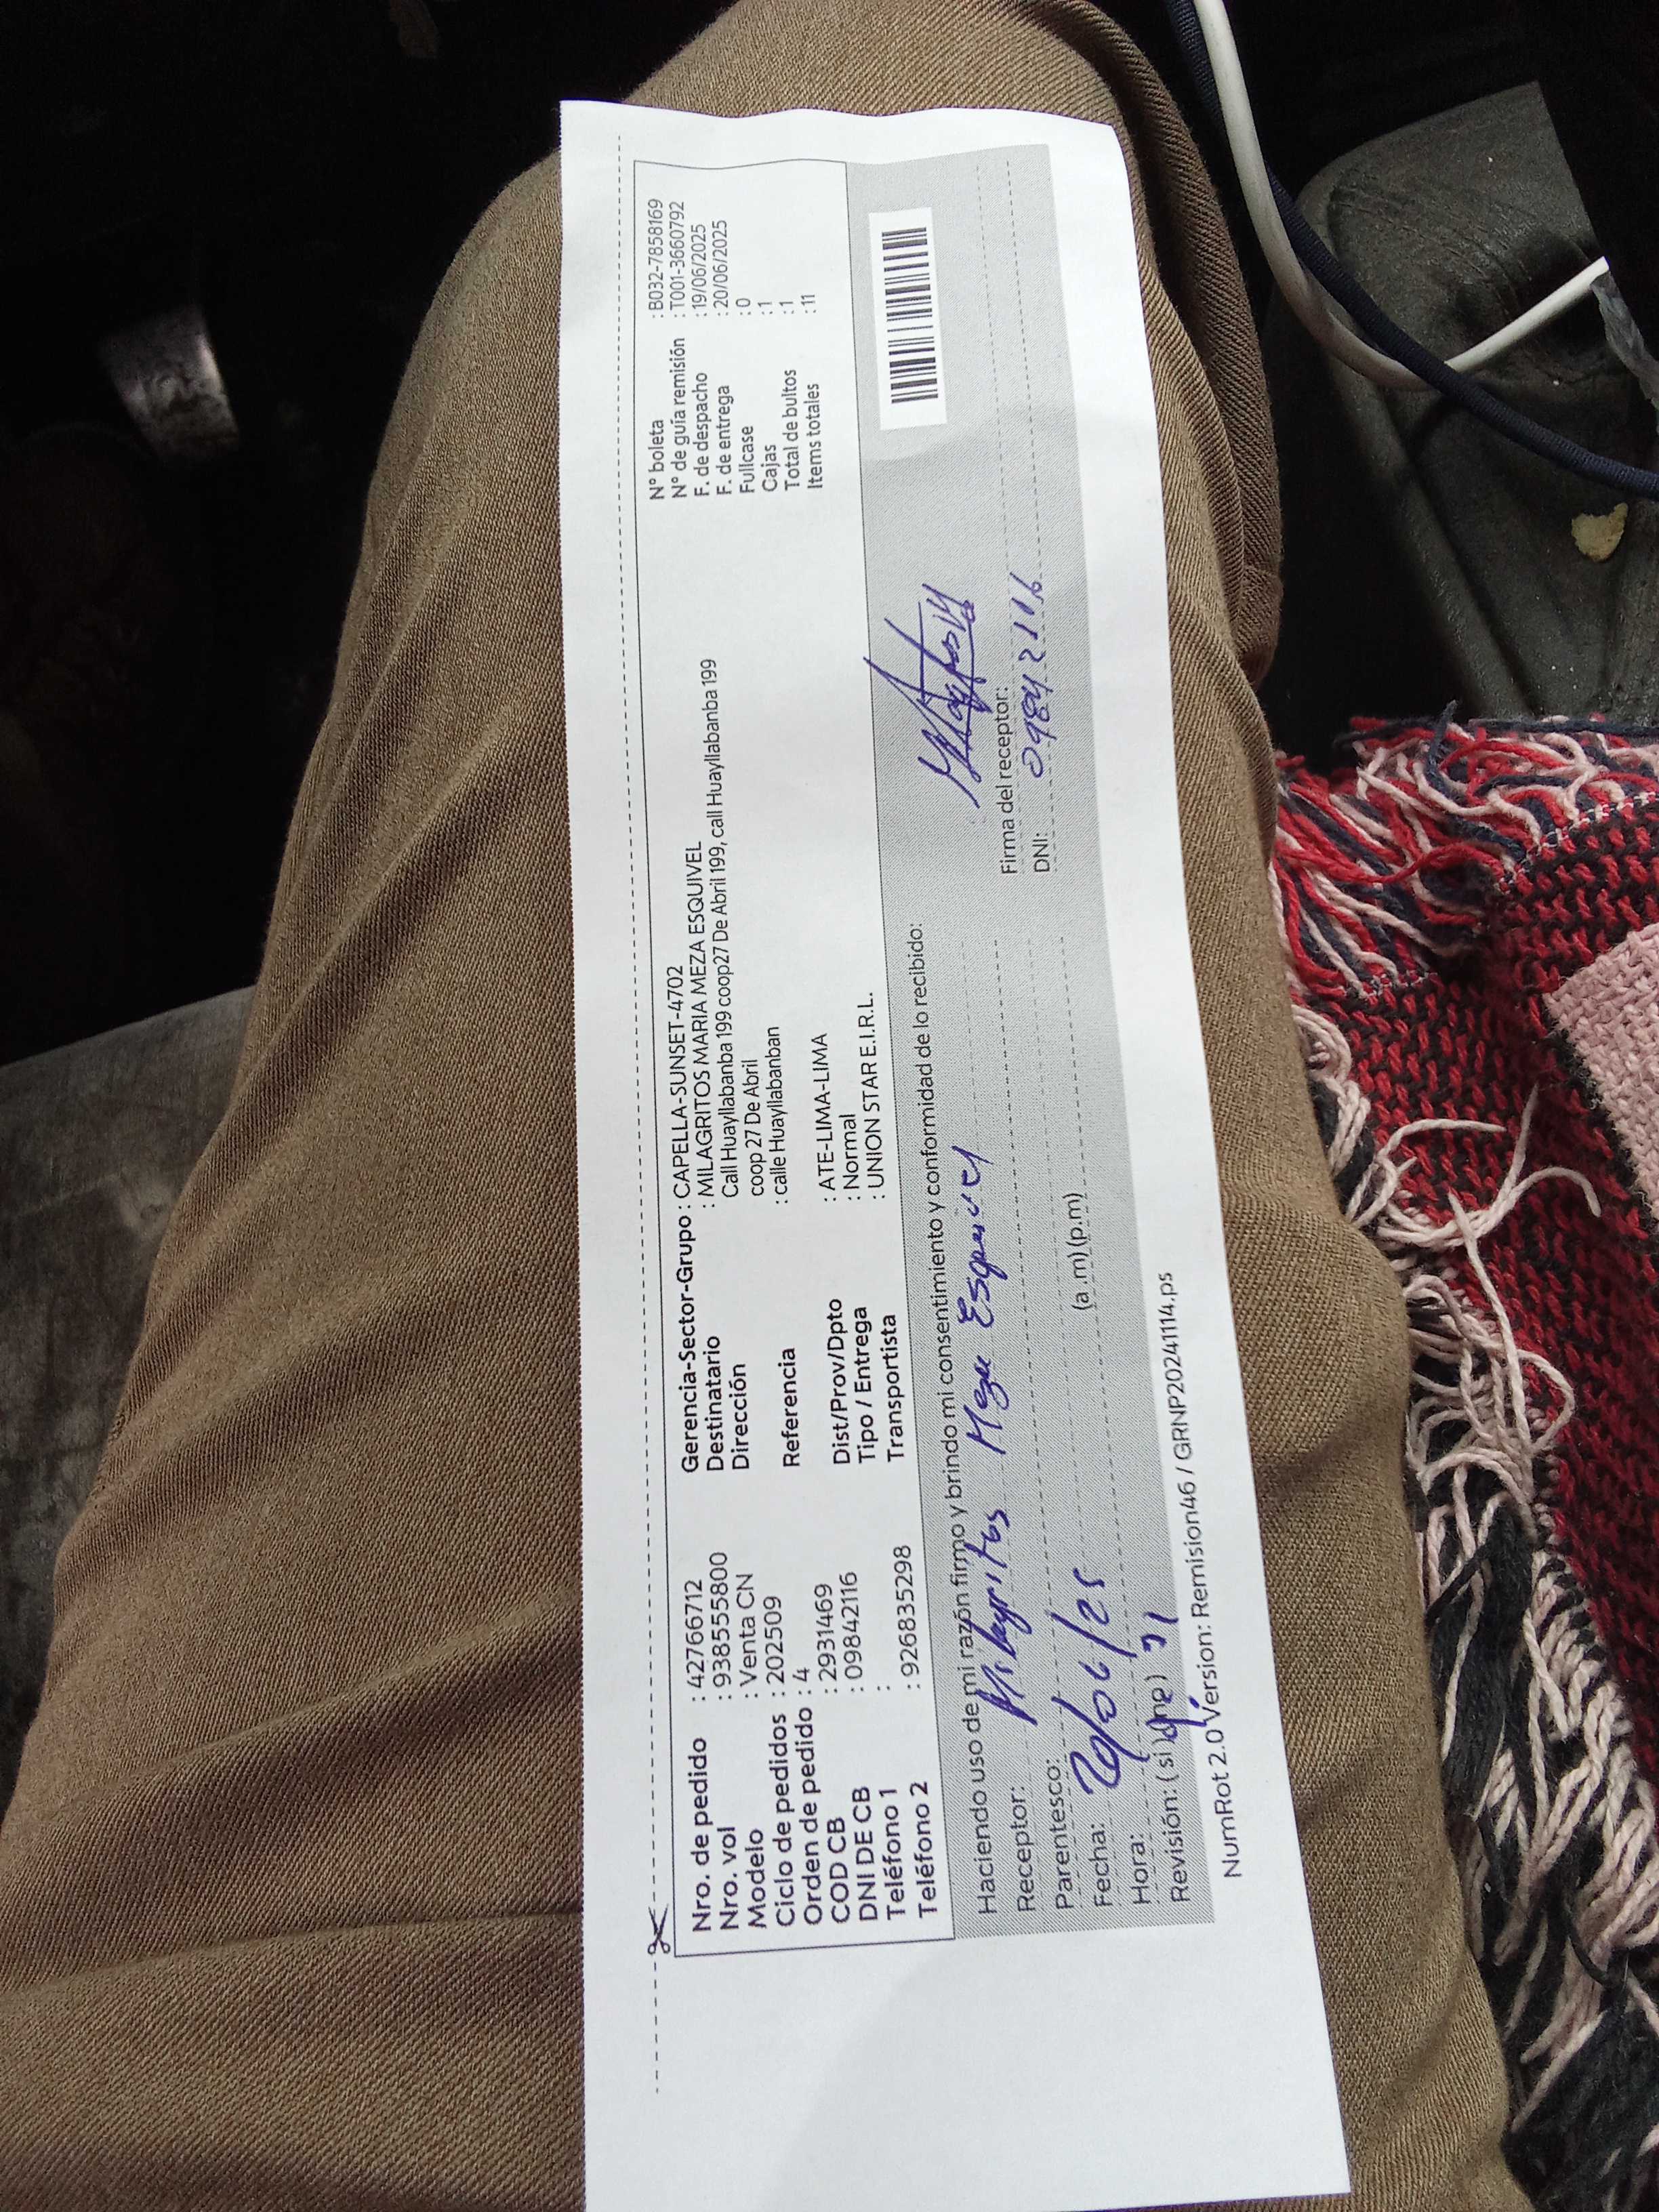 Nro. de pedido : 42766712
Nro. vol : 938555800
Modelo : Venta CN
Ciclo de pedidos : 202509
Orden de pedido : 4
COD CB : 2931469
DNI DE CB : 09842116
Teléfono 1 :
Teléfono 2 : 926835298
Gerencia-Sector-Grupo : CAPELLA-SUNSET-4702
Destinatario : MILAGRITOS MARIA MEZA ESQUIVEL
Dirección Call Huayllabanba 199 coop27 De Abril 199, call Huayllabanba 199
coop 27 De Abril
Referencia : calle Huayllabanban
Dist/Prov/Dpto : ATE-LIMA-LIMA
Tipo / Entrega : Normal
Transportista : UNION STAR E.I.R.L.
N° boleta : B032-7858169
N° de guía remisión : T001-3660792
F. de despacho : 19/06/2025
F. de entrega : 20/06/2025
Fullcase : 0
Cajas : 1
Total de bultos : 1
Items totales : 11
Haciendo uso de mi razón firmo y brindo mi consentimiento y conformidad de lo recibido:
Receptor: Milagritos Meza Esquivel
Parentesco:
Fecha: 20/06/25
Hora: (a .m) (p.m)
Revisión: ( si ) (no)
Firma del receptor:
DNI: 09842116
NumRot 2.0 Version: Remision46 / GRNP20241114.ps